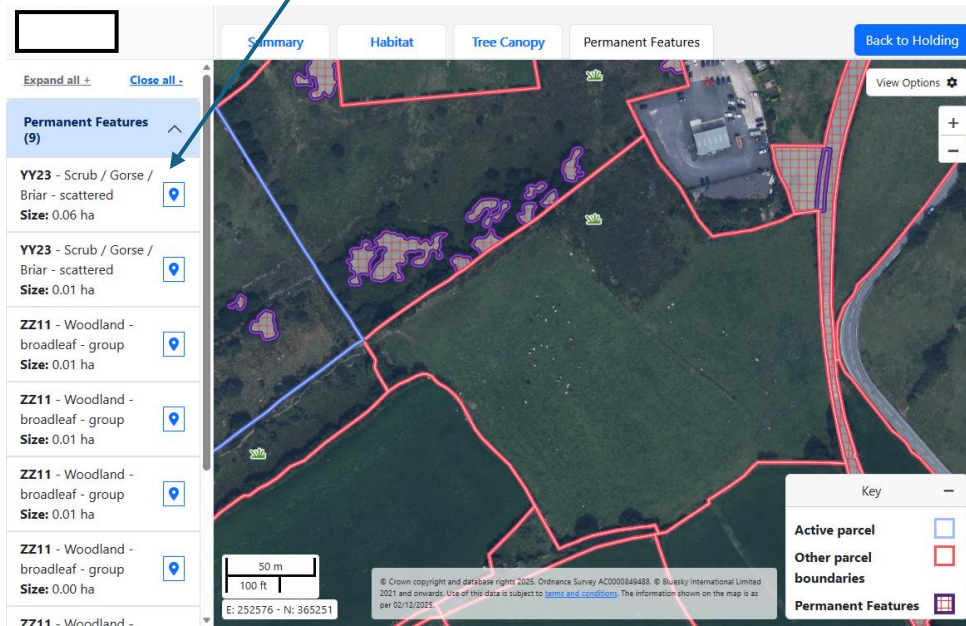 Summary
Habitat
Tree Canopy
Permanent Features
Back to Holding
Expand all +
Close all -
Permanent Features
(9)
YY23 - Scrub / Gorse /
Briar - scattered
Size: 0.06 ha
YY23 - Scrub / Gorse /
Briar - scattered
Size: 0.01 ha
ZZ11 - Woodland -
broadleaf - group
Size: 0.01 ha
ZZ11 - Woodland -
broadleaf - group
Size: 0.01 ha
ZZ11 - Woodland -
broadleaf - group
Size: 0.01 ha
ZZ11 - Woodland -
broadleaf - group
Size: 0.00 ha
ZZ11 - Woodland -
View Options
+
−
Key −
Active parcel
Other parcel
boundaries
Permanent Features
50 m
100 ft
E: 252576 - N: 365251
© Crown copyright and database rights 2025. Ordnance Survey AC0000849488. © Bluesky International Limited
2021 and onwards. Use of this data is subject to terms and conditions. The information shown on the map is as
per 02/12/2025.